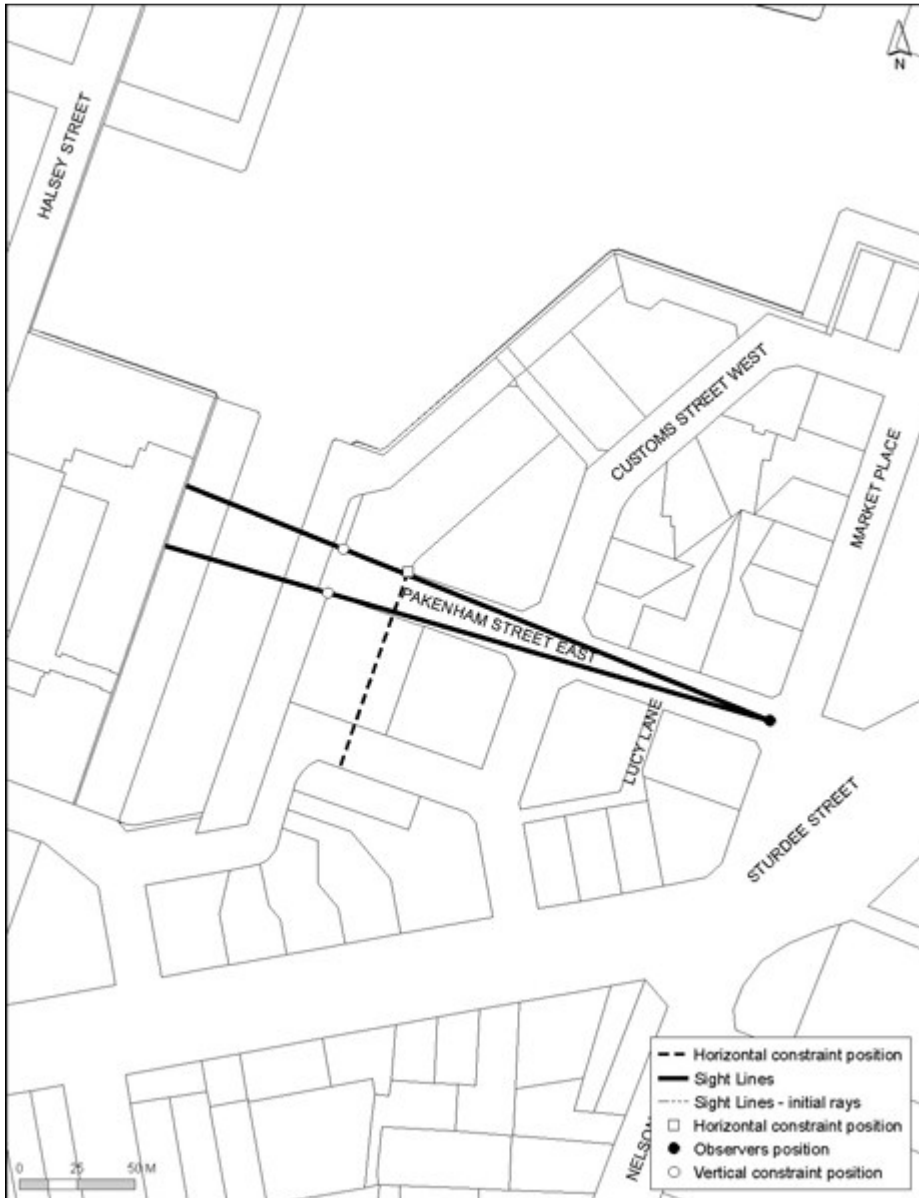 N
HALSEY STREET
CUSTOMS STREET WEST
MARKET PLACE
PAKENHAM STREET EAST
LUCY LANE
STURDEE STREET
NELSON
Horizontal constraint position
Sight Lines
Sight Lines - initial rays
Horizontal constraint position
Observers position
Vertical constraint position
0 25 50 M